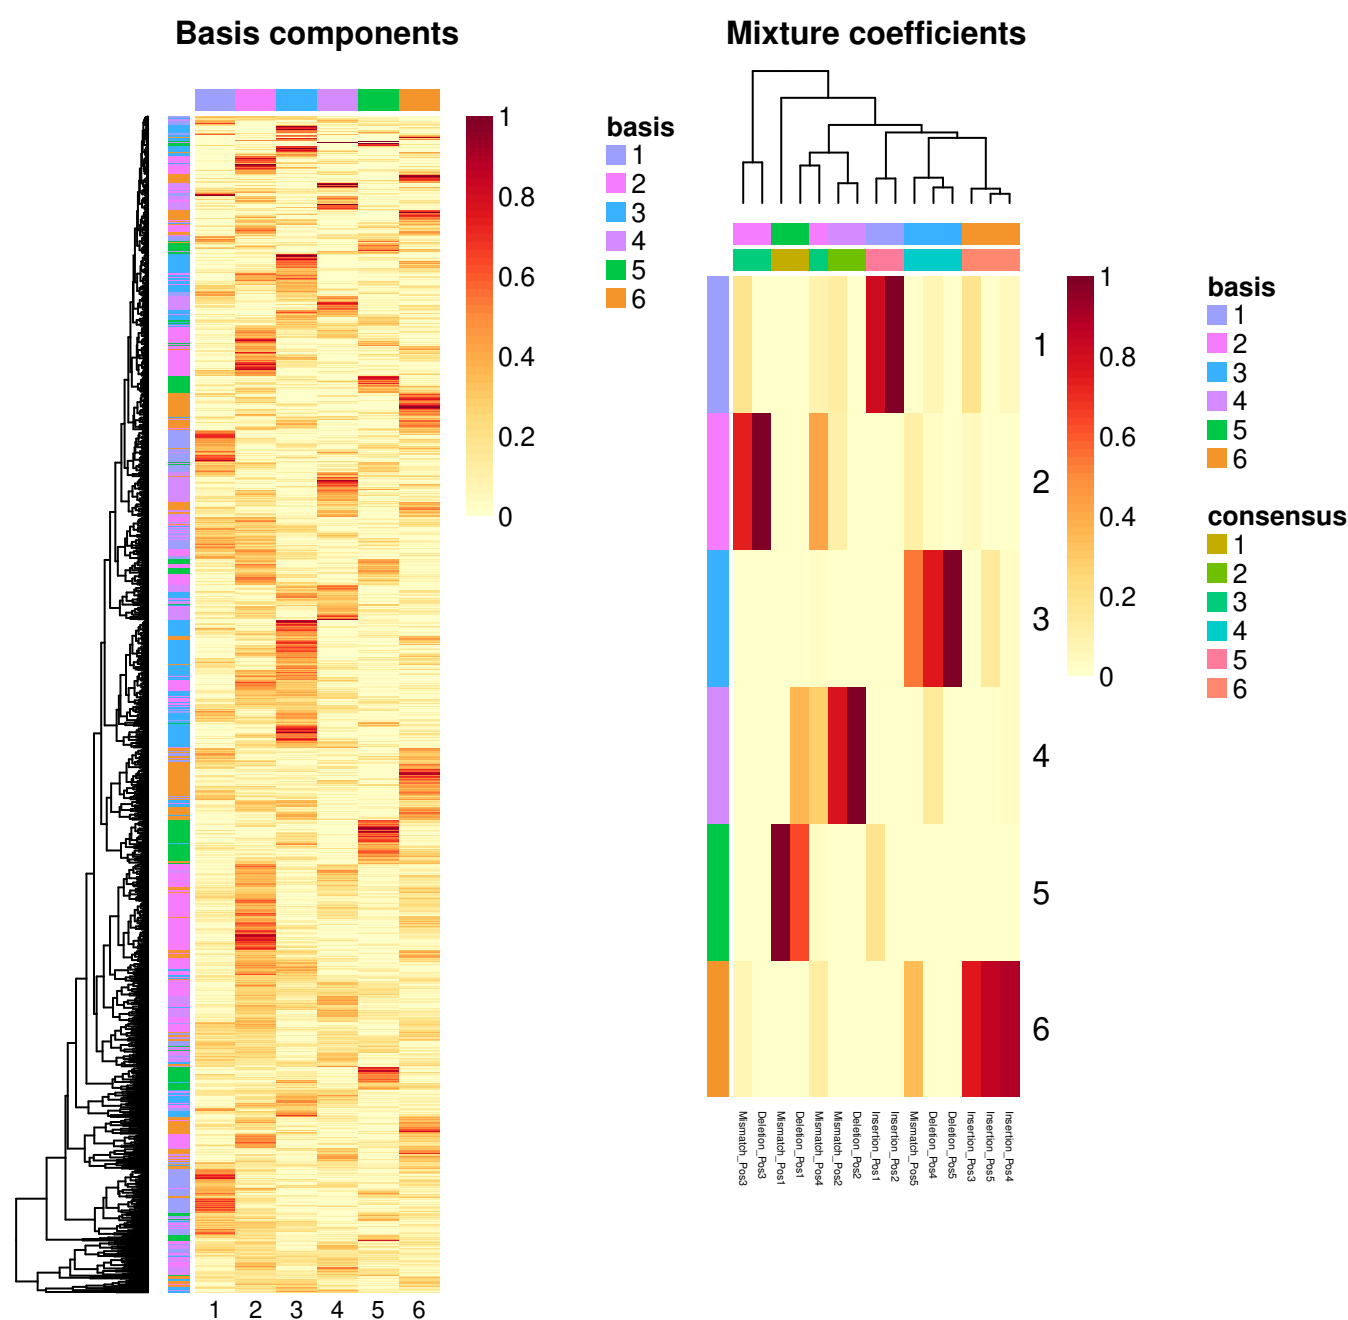 Basis components
1
0.8
0.6
0.4
0.2
0
basis
1
2
3
4
5
6
1 2 3 4 5 6
Mixture coefficients
1
2
3
4
5
6
1
0.8
0.6
0.4
0.2
0
basis
1
2
3
4
5
6
consensus
1
2
3
4
5
6
Mismatch_Pos3
Deletion_Pos3
Mismatch_Pos1
Deletion_Pos1
Mismatch_Pos4
Mismatch_Pos2
Deletion_Pos2
Insertion_Pos1
Insertion_Pos2
Mismatch_Pos5
Deletion_Pos4
Deletion_Pos5
Insertion_Pos3
Insertion_Pos5
Insertion_Pos4